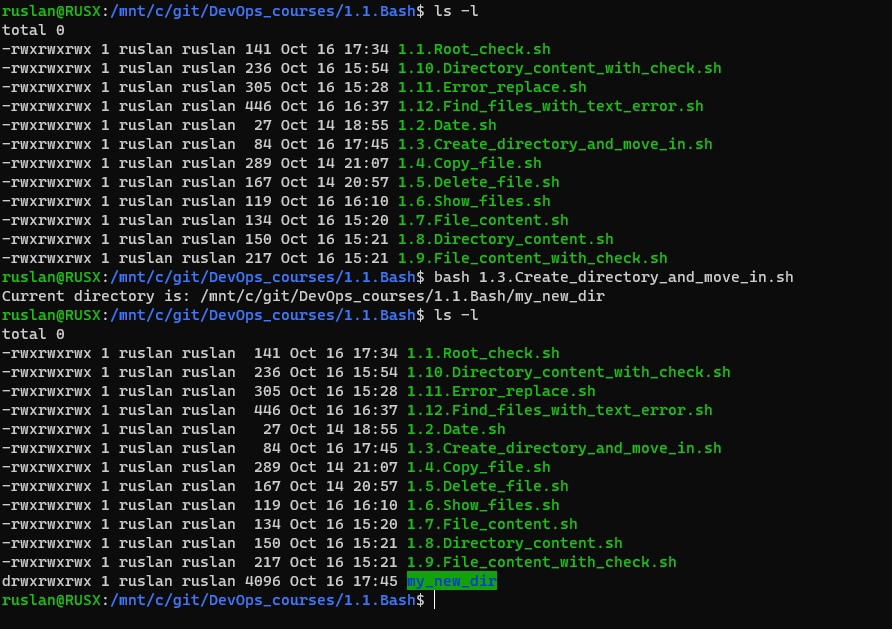 ruslan@RUSX:/mnt/c/git/DevOps_courses/1.1.Bash$ ls -l
total 0
-rwxrwxrwx 1 ruslan ruslan 141 Oct 16 17:34 1.1.Root_check.sh
-rwxrwxrwx 1 ruslan ruslan 236 Oct 16 15:54 1.10.Directory_content_with_check.sh
-rwxrwxrwx 1 ruslan ruslan 305 Oct 16 15:28 1.11.Error_replace.sh
-rwxrwxrwx 1 ruslan ruslan 446 Oct 16 16:37 1.12.Find_files_with_text_error.sh
-rwxrwxrwx 1 ruslan ruslan  27 Oct 14 18:55 1.2.Date.sh
-rwxrwxrwx 1 ruslan ruslan  84 Oct 16 17:45 1.3.Create_directory_and_move_in.sh
-rwxrwxrwx 1 ruslan ruslan 289 Oct 14 21:07 1.4.Copy_file.sh
-rwxrwxrwx 1 ruslan ruslan 167 Oct 14 20:57 1.5.Delete_file.sh
-rwxrwxrwx 1 ruslan ruslan 119 Oct 16 16:10 1.6.Show_files.sh
-rwxrwxrwx 1 ruslan ruslan 134 Oct 16 15:20 1.7.File_content.sh
-rwxrwxrwx 1 ruslan ruslan 150 Oct 16 15:21 1.8.Directory_content.sh
-rwxrwxrwx 1 ruslan ruslan 217 Oct 16 15:21 1.9.File_content_with_check.sh
ruslan@RUSX:/mnt/c/git/DevOps_courses/1.1.Bash$ bash 1.3.Create_directory_and_move_in.sh
Current directory is: /mnt/c/git/DevOps_courses/1.1.Bash/my_new_dir
ruslan@RUSX:/mnt/c/git/DevOps_courses/1.1.Bash$ ls -l
total 0
-rwxrwxrwx 1 ruslan ruslan  141 Oct 16 17:34 1.1.Root_check.sh
-rwxrwxrwx 1 ruslan ruslan  236 Oct 16 15:54 1.10.Directory_content_with_check.sh
-rwxrwxrwx 1 ruslan ruslan  305 Oct 16 15:28 1.11.Error_replace.sh
-rwxrwxrwx 1 ruslan ruslan  446 Oct 16 16:37 1.12.Find_files_with_text_error.sh
-rwxrwxrwx 1 ruslan ruslan   27 Oct 14 18:55 1.2.Date.sh
-rwxrwxrwx 1 ruslan ruslan   84 Oct 16 17:45 1.3.Create_directory_and_move_in.sh
-rwxrwxrwx 1 ruslan ruslan  289 Oct 14 21:07 1.4.Copy_file.sh
-rwxrwxrwx 1 ruslan ruslan  167 Oct 14 20:57 1.5.Delete_file.sh
-rwxrwxrwx 1 ruslan ruslan  119 Oct 16 16:10 1.6.Show_files.sh
-rwxrwxrwx 1 ruslan ruslan  134 Oct 16 15:20 1.7.File_content.sh
-rwxrwxrwx 1 ruslan ruslan  150 Oct 16 15:21 1.8.Directory_content.sh
-rwxrwxrwx 1 ruslan ruslan  217 Oct 16 15:21 1.9.File_content_with_check.sh
drwxrwxrwx 1 ruslan ruslan 4096 Oct 16 17:45 my_new_dir
ruslan@RUSX:/mnt/c/git/DevOps_courses/1.1.Bash$